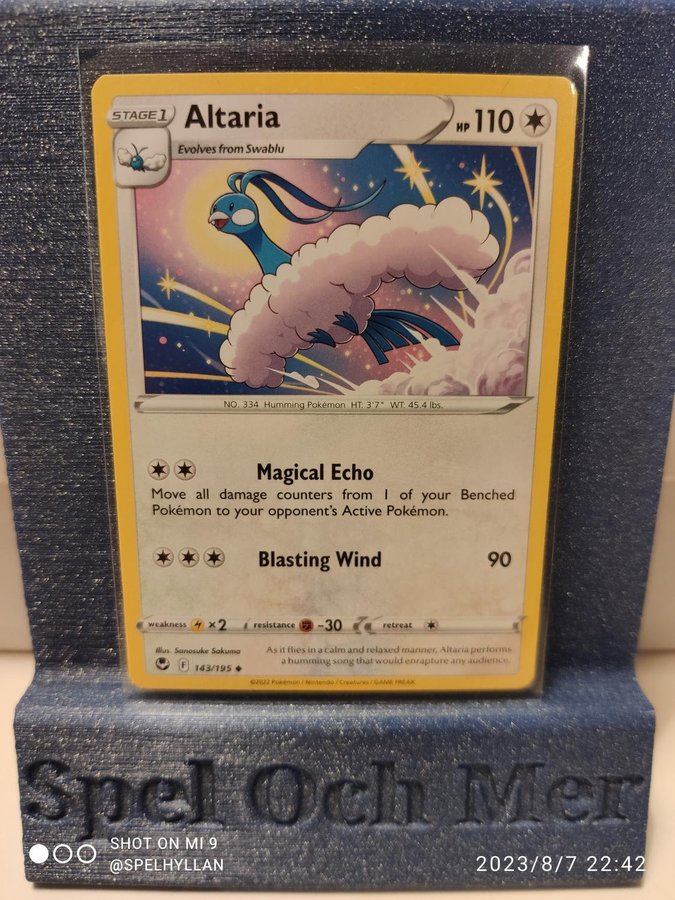 STAGE 1
Altaria
HP 110
Evolves from Swablu
NO. 334 Humming Pokémon HT: 3'7" WT: 45.4 lbs.
Magical Echo
Move all damage counters from 1 of your Benched
Pokémon to your opponent's Active Pokémon.
Blasting Wind 90
weakness ×2 resistance -30 retreat
Illus. Sanosuke Sakuma
F 143/195
As it flies in a calm and relaxed manner, Altaria performs
a humming song that would enrapture any audience.
©2022 Pokémon / Nintendo / Creatures / GAME FREAK
Spel Och Mer
SHOT ON MI 9
@SPELHYLLAN
2023/8/7 22:42